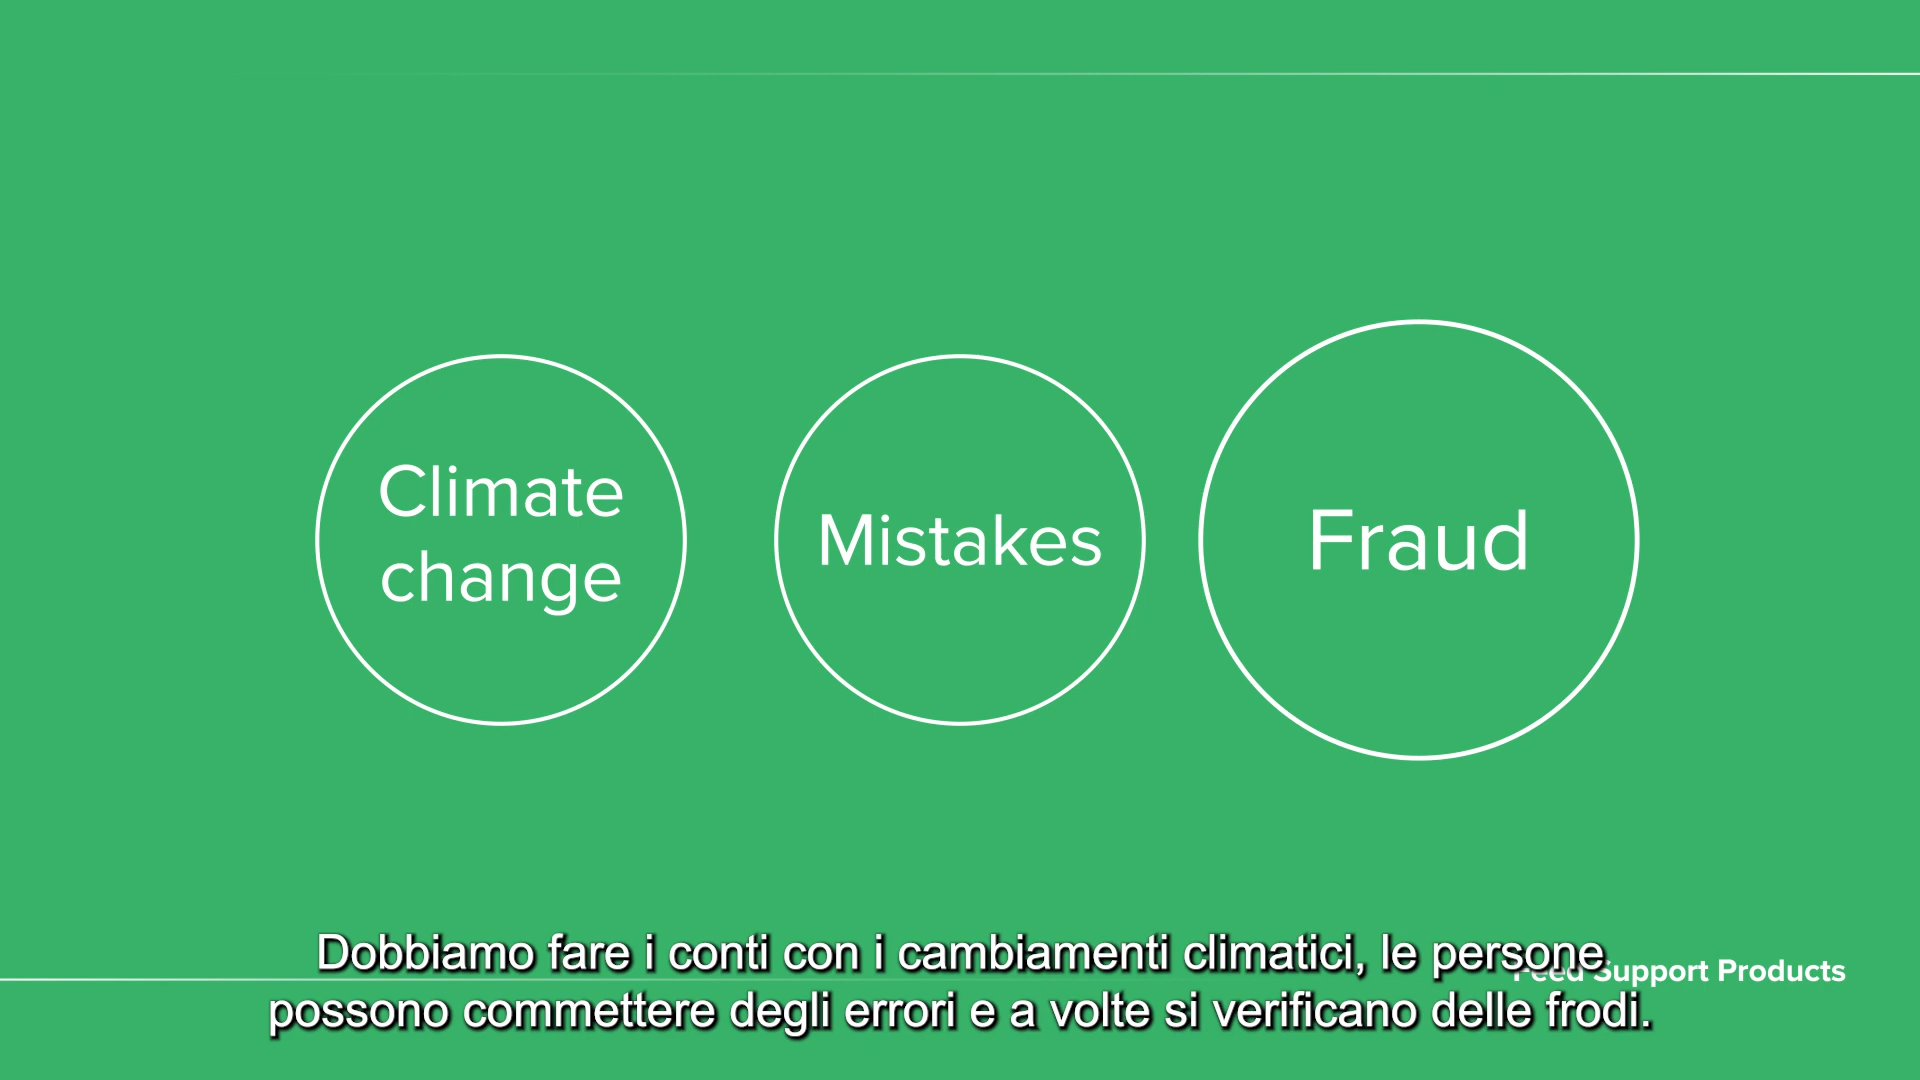 Climate
change
Mistakes
Fraud
Dobbiamo fare i conti con i cambiamenti climatici, le persone
possono commettere degli errori e a volte si verificano delle frodi.
Feed Support Products